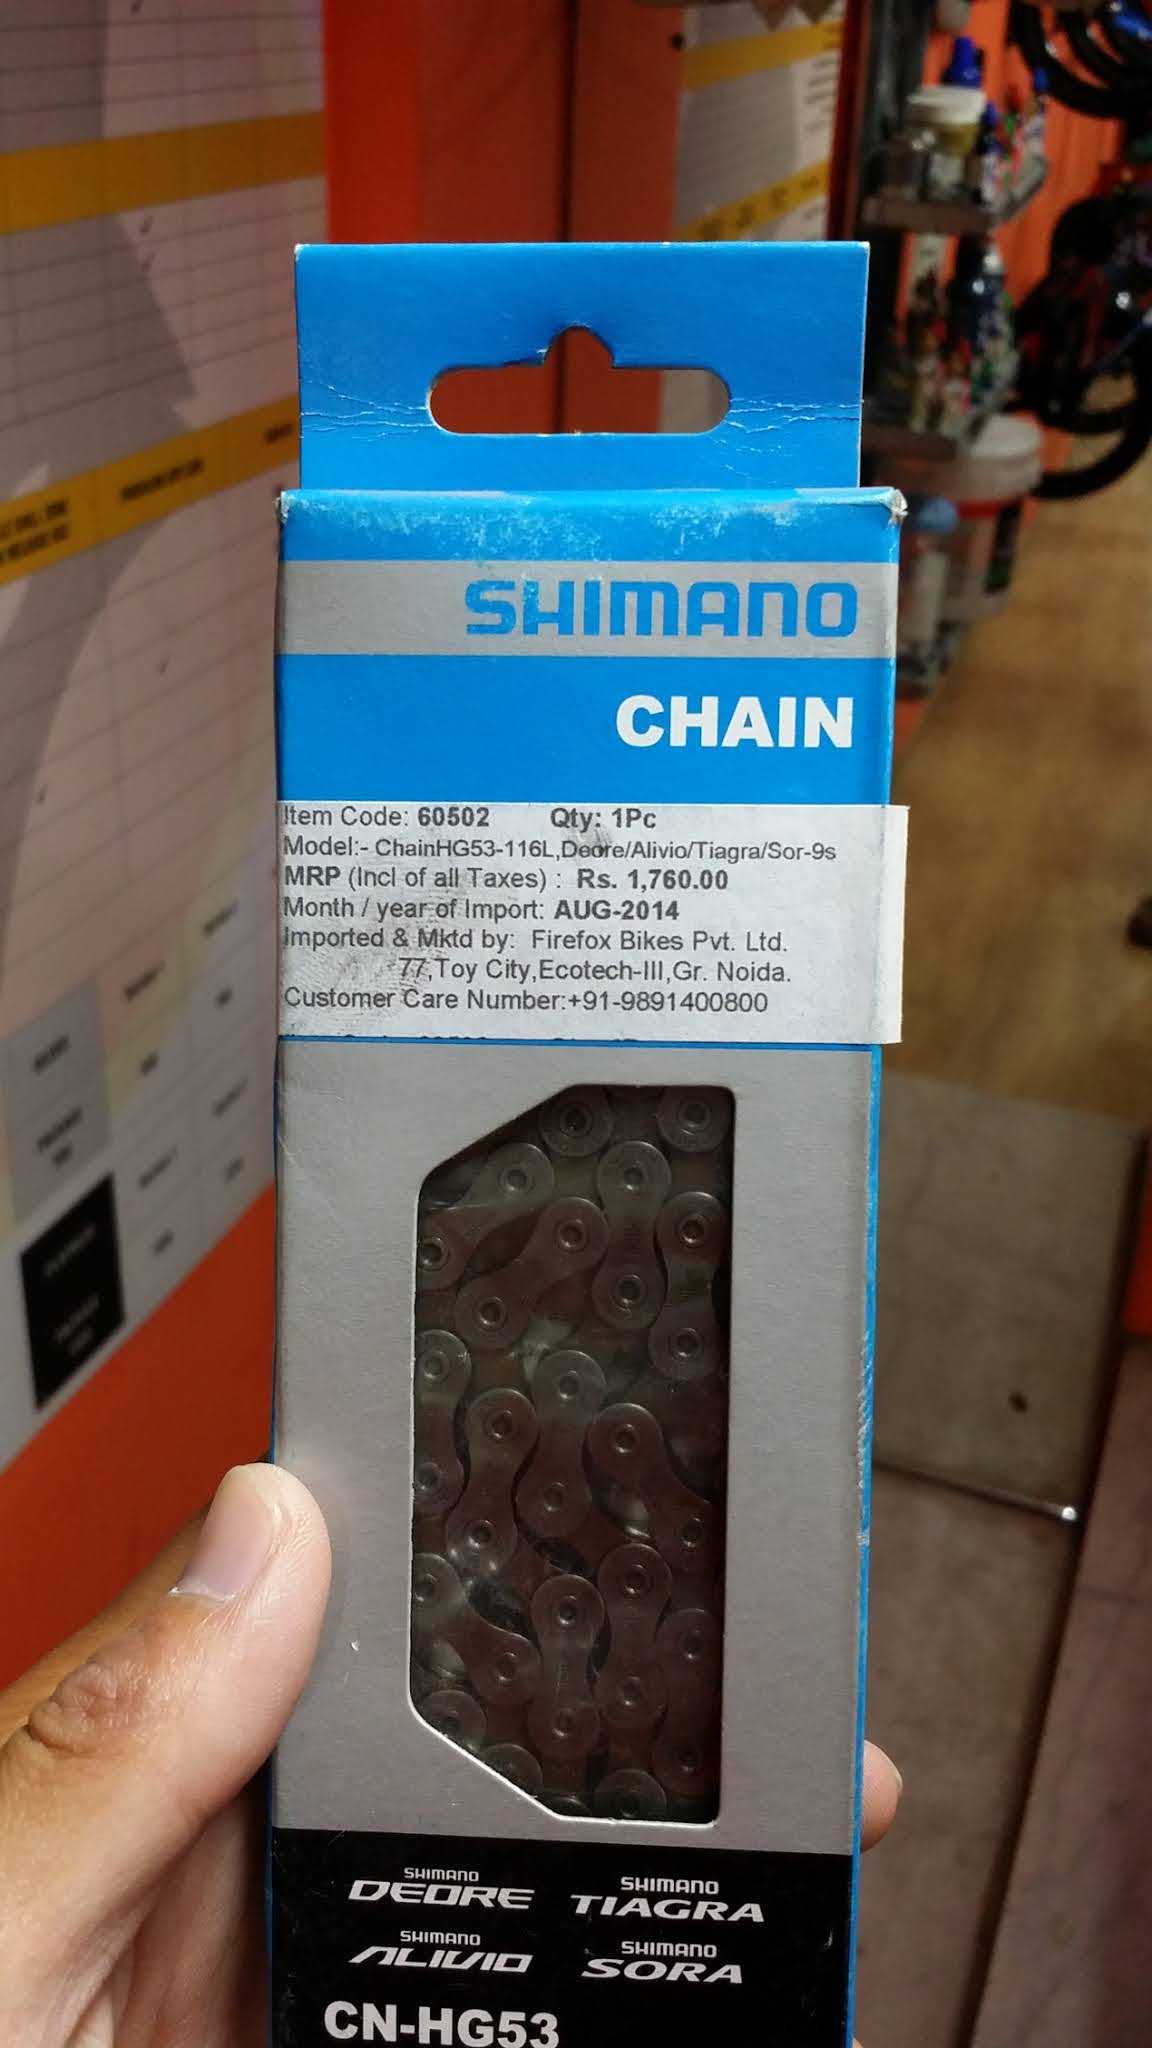 SHIMANO
CHAIN
Item Code: 60502 Qty: 1Pc
Model:- ChainHG53-116L,Deore/Alivio/Tiagra/Sor-9s
MRP (Incl of all Taxes) : Rs. 1,760.00
Month / year of Import: AUG-2014
Imported & Mktd by: Firefox Bikes Pvt. Ltd.
77,Toy City,Ecotech-III,Gr. Noida.
Customer Care Number:+91-9891400800
SHIMANO
DEORE
SHIMANO
TIAGRA
SHIMANO
ALIVIO
SHIMANO
SORA
CN-HG53